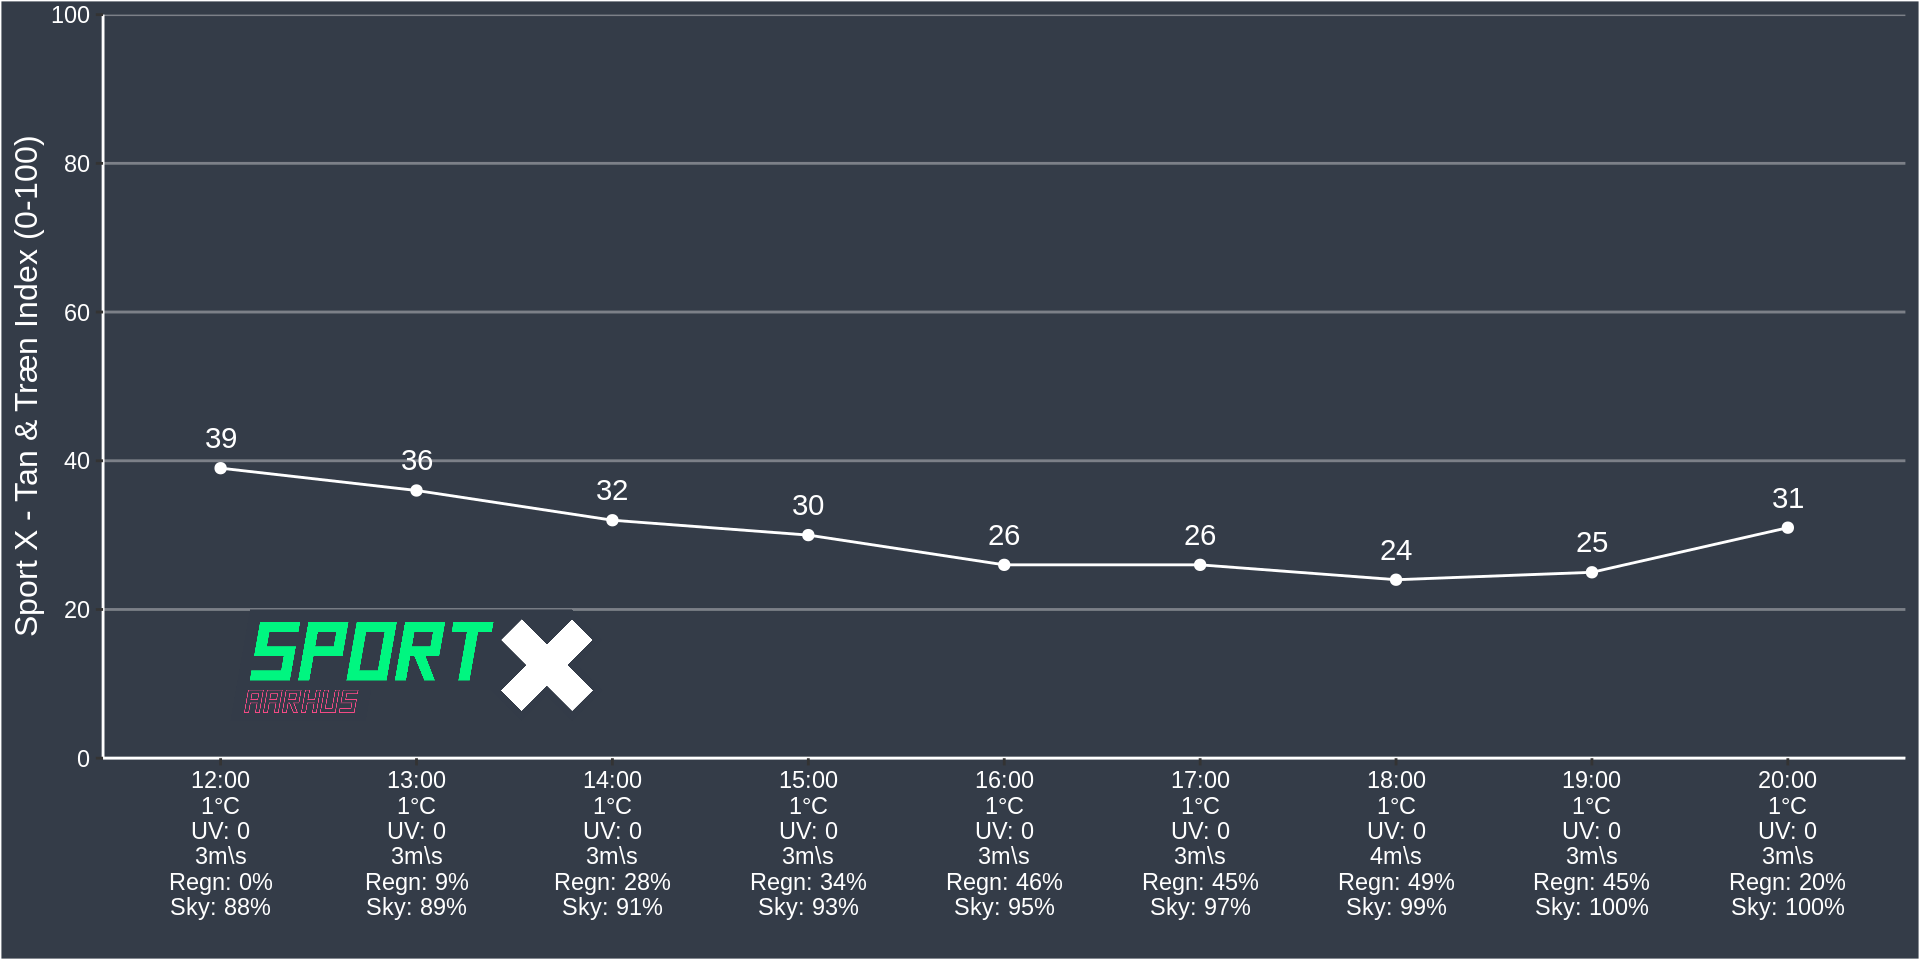 Sport X - Tan & Træn Index (0-100)
100
80
60
40
20
0
39
36
32
30
26
26
24
25
31
SPORT X
AARHUS
12:00 13:00 14:00 15:00 16:00 17:00 18:00 19:00 20:00
1°C 1°C 1°C 1°C 1°C 1°C 1°C 1°C 1°C
UV: 0 UV: 0 UV: 0 UV: 0 UV: 0 UV: 0 UV: 0 UV: 0 UV: 0
3m\s 3m\s 3m\s 3m\s 3m\s 3m\s 4m\s 3m\s 3m\s
Regn: 0% Regn: 9% Regn: 28% Regn: 34% Regn: 46% Regn: 45% Regn: 49% Regn: 45% Regn: 20%
Sky: 88% Sky: 89% Sky: 91% Sky: 93% Sky: 95% Sky: 97% Sky: 99% Sky: 100% Sky: 100%